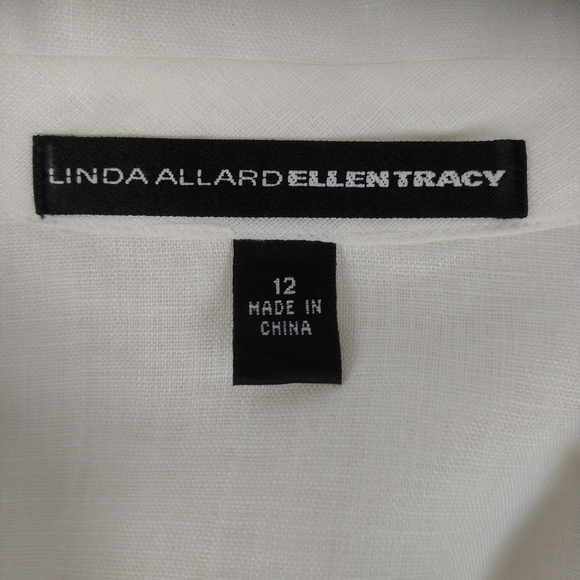 LINDA ALLARD ELLEN TRACY
12
MADE IN
CHINA